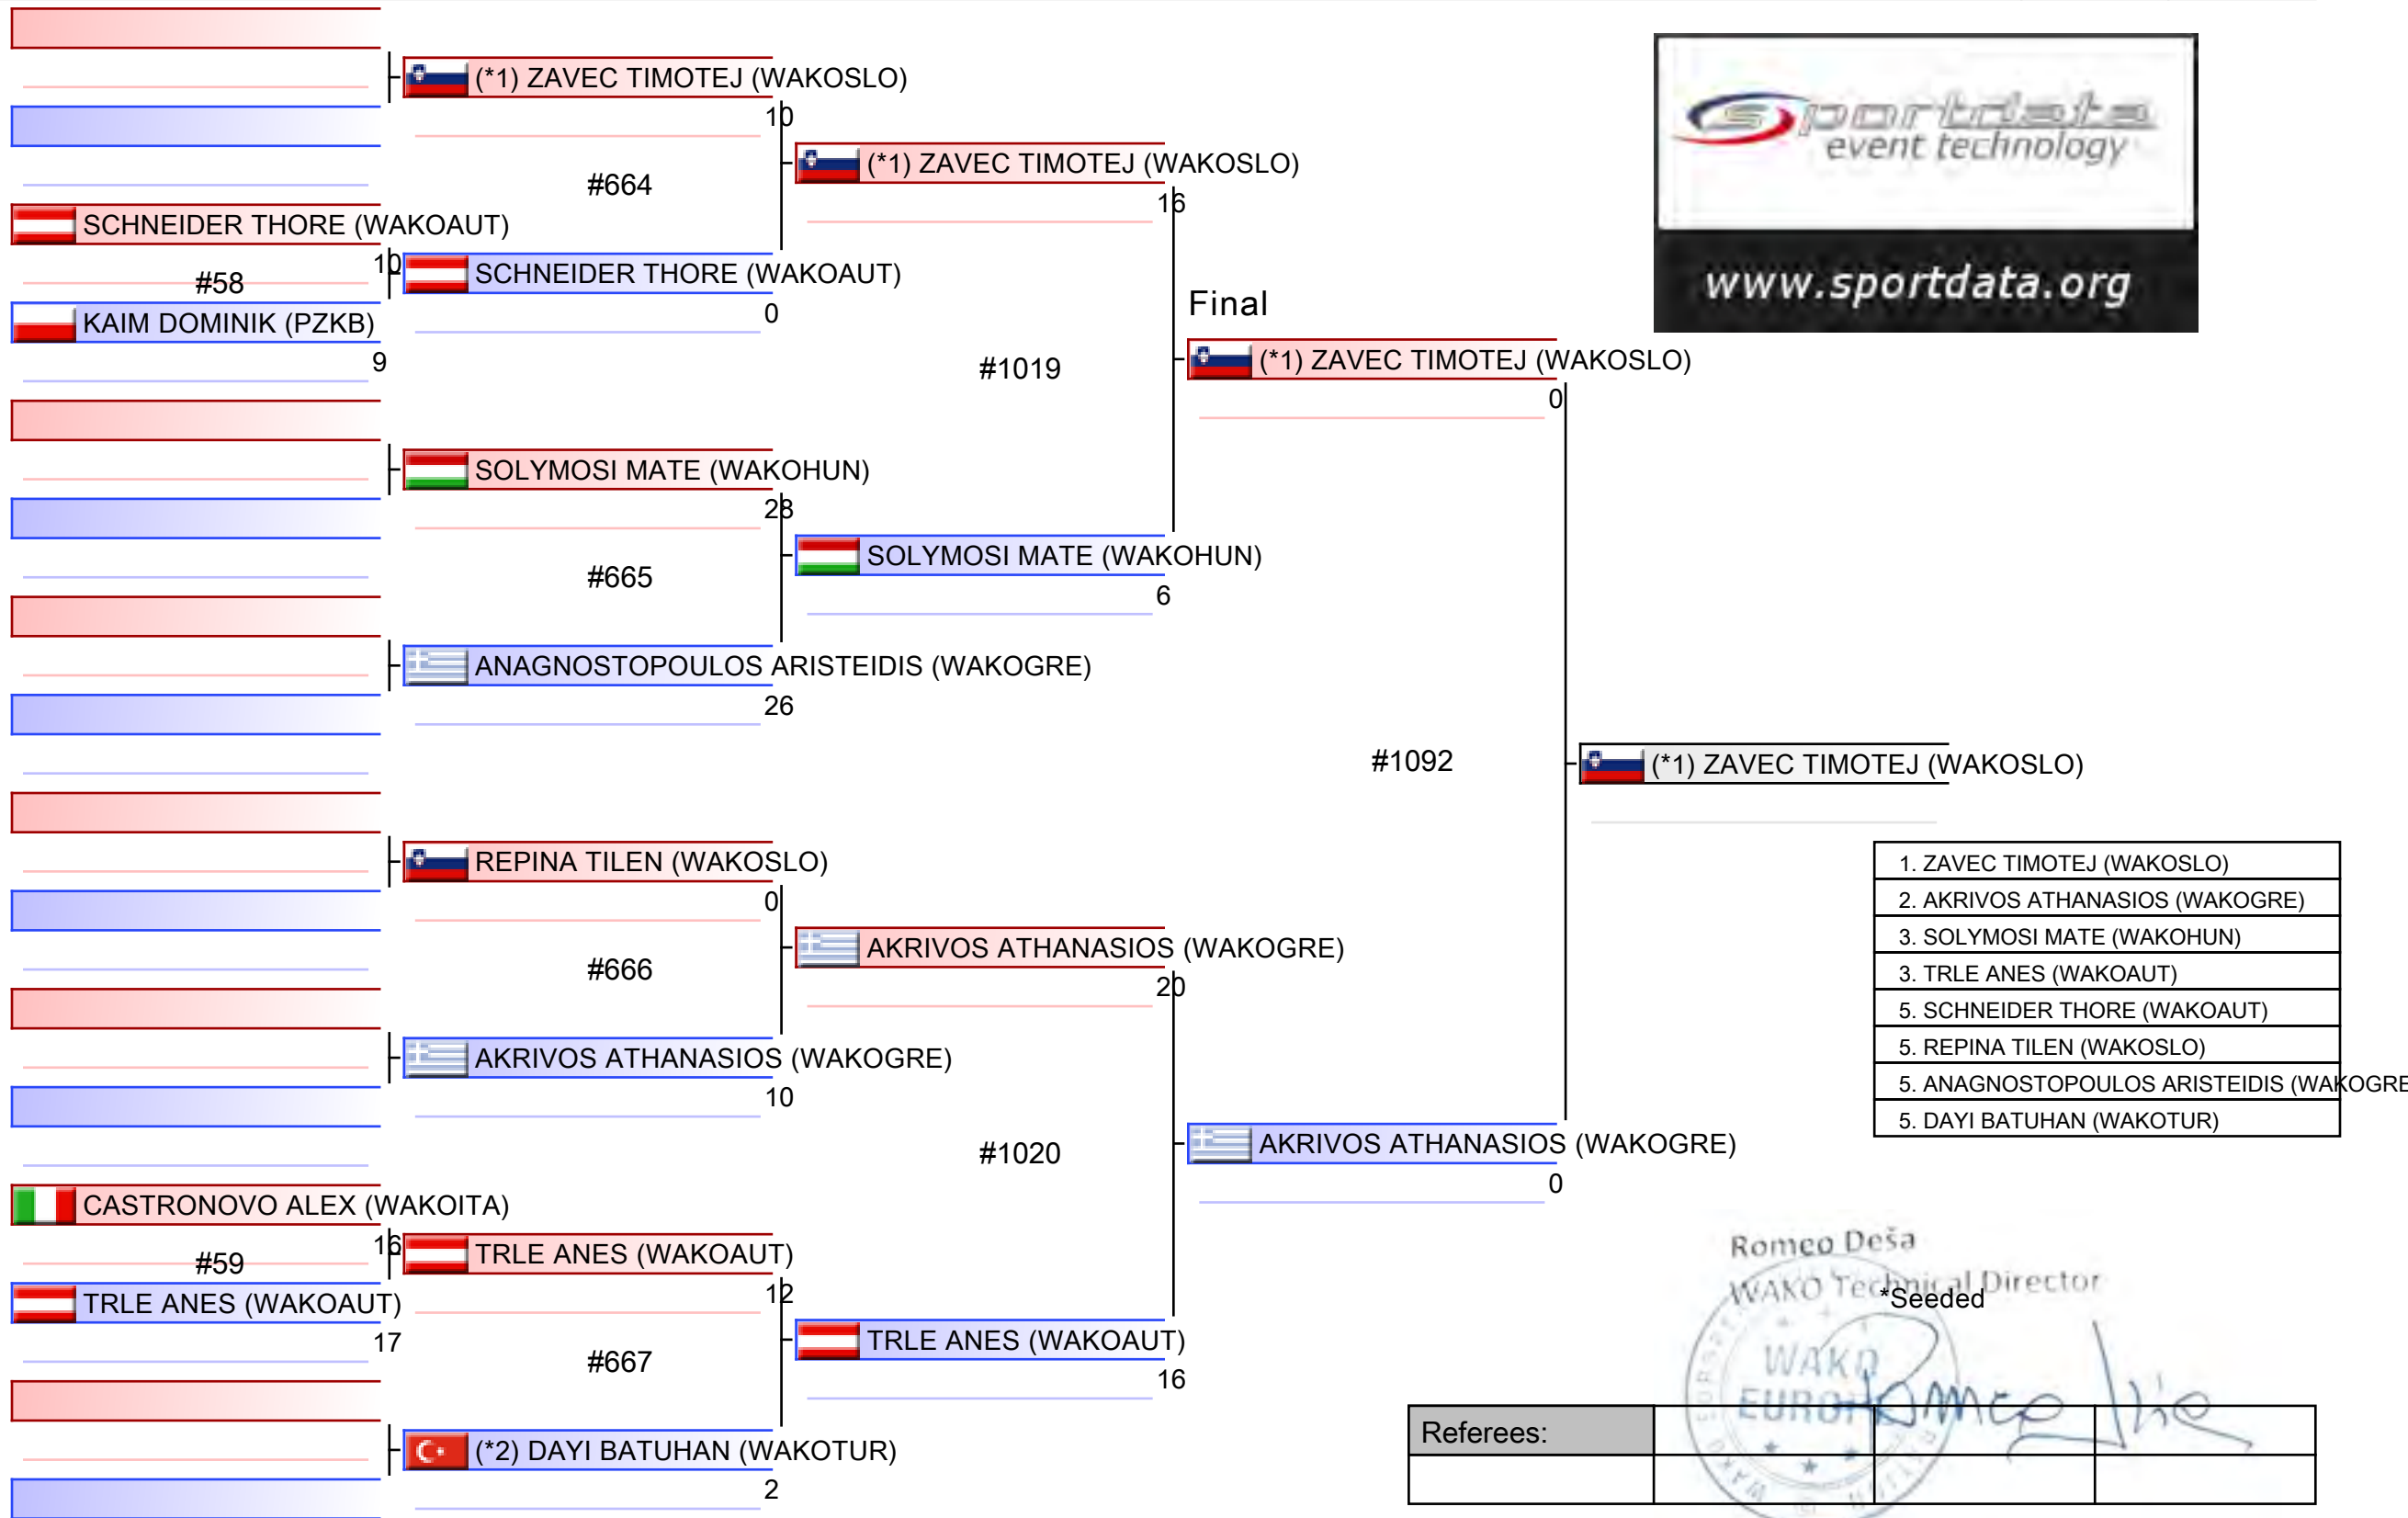 (*1) ZAVEC TIMOTEJ (WAKOSLO)
10
#664
SCHNEIDER THORE (WAKOAUT)
10
#58
KAIM DOMINIK (PZKB)
9
SCHNEIDER THORE (WAKOAUT)
0
(*1) ZAVEC TIMOTEJ (WAKOSLO)
16
#1019
SOLYMOSI MATE (WAKOHUN)
28
#665
ANAGNOSTOPOULOS ARISTEIDIS (WAKOGRE)
26
SOLYMOSI MATE (WAKOHUN)
6
Final
(*1) ZAVEC TIMOTEJ (WAKOSLO)
0
#1092
(*1) ZAVEC TIMOTEJ (WAKOSLO)
REPINA TILEN (WAKOSLO)
0
#666
AKRIVOS ATHANASIOS (WAKOGRE)
10
AKRIVOS ATHANASIOS (WAKOGRE)
20
#1020
CASTRONOVO ALEX (WAKOITA)
16
#59
TRLE ANES (WAKOAUT)
17
TRLE ANES (WAKOAUT)
12
#667
(*2) DAYI BATUHAN (WAKOTUR)
2
TRLE ANES (WAKOAUT)
16
AKRIVOS ATHANASIOS (WAKOGRE)
0
sportdata
event technology
www.sportdata.org
1. ZAVEC TIMOTEJ (WAKOSLO)
2. AKRIVOS ATHANASIOS (WAKOGRE)
3. SOLYMOSI MATE (WAKOHUN)
3. TRLE ANES (WAKOAUT)
5. SCHNEIDER THORE (WAKOAUT)
5. REPINA TILEN (WAKOSLO)
5. ANAGNOSTOPOULOS ARISTEIDIS (WAKOGRE
5. DAYI BATUHAN (WAKOTUR)
Romeo Deša
WAKO Technical Director
*Seeded
WAKO
EUROPE
Referees: